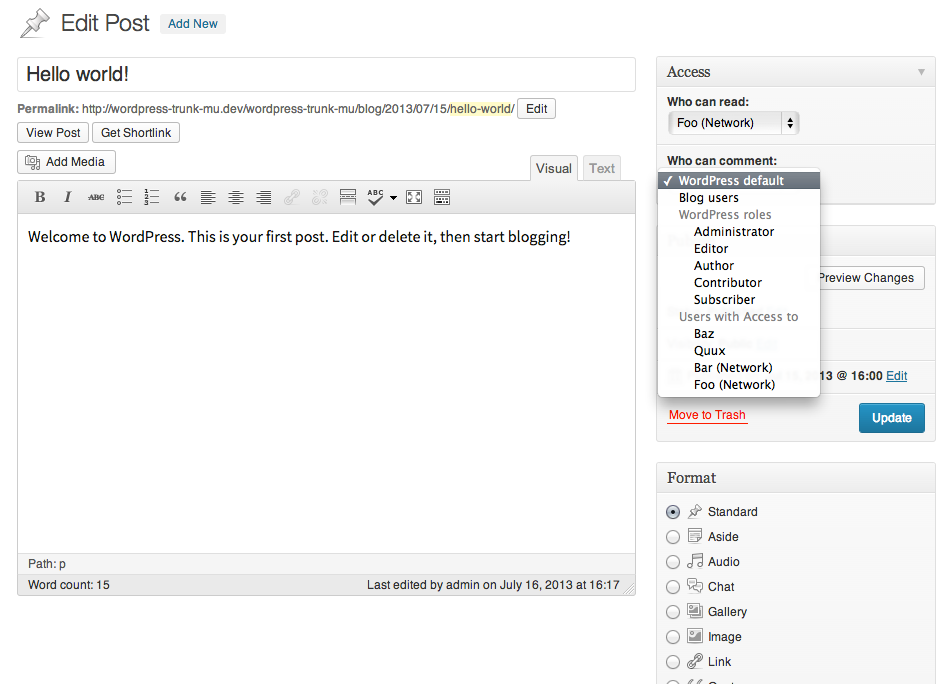 Edit Post Add New
Hello world!
Permalink: http://wordpress-trunk-mu.dev/wordpress-trunk-mu/blog/2013/07/15/hello-world/ Edit
View Post Get Shortlink
Add Media
Visual Text
B I ABC ABC
Welcome to WordPress. This is your first post. Edit or delete it, then start blogging!
Path: p
Word count: 15 Last edited by admin on July 16, 2013 at 16:17
Access
Who can read:
Foo (Network)
Who can comment:
✓ WordPress default
Blog users
WordPress roles
Administrator
Editor
Author
Contributor
Subscriber
Users with Access to
Baz
Quux
Bar (Network)
Foo (Network)
Preview Changes
13 @ 16:00 Edit
Move to Trash Update
Format
Standard
Aside
Audio
Chat
Gallery
Image
Link